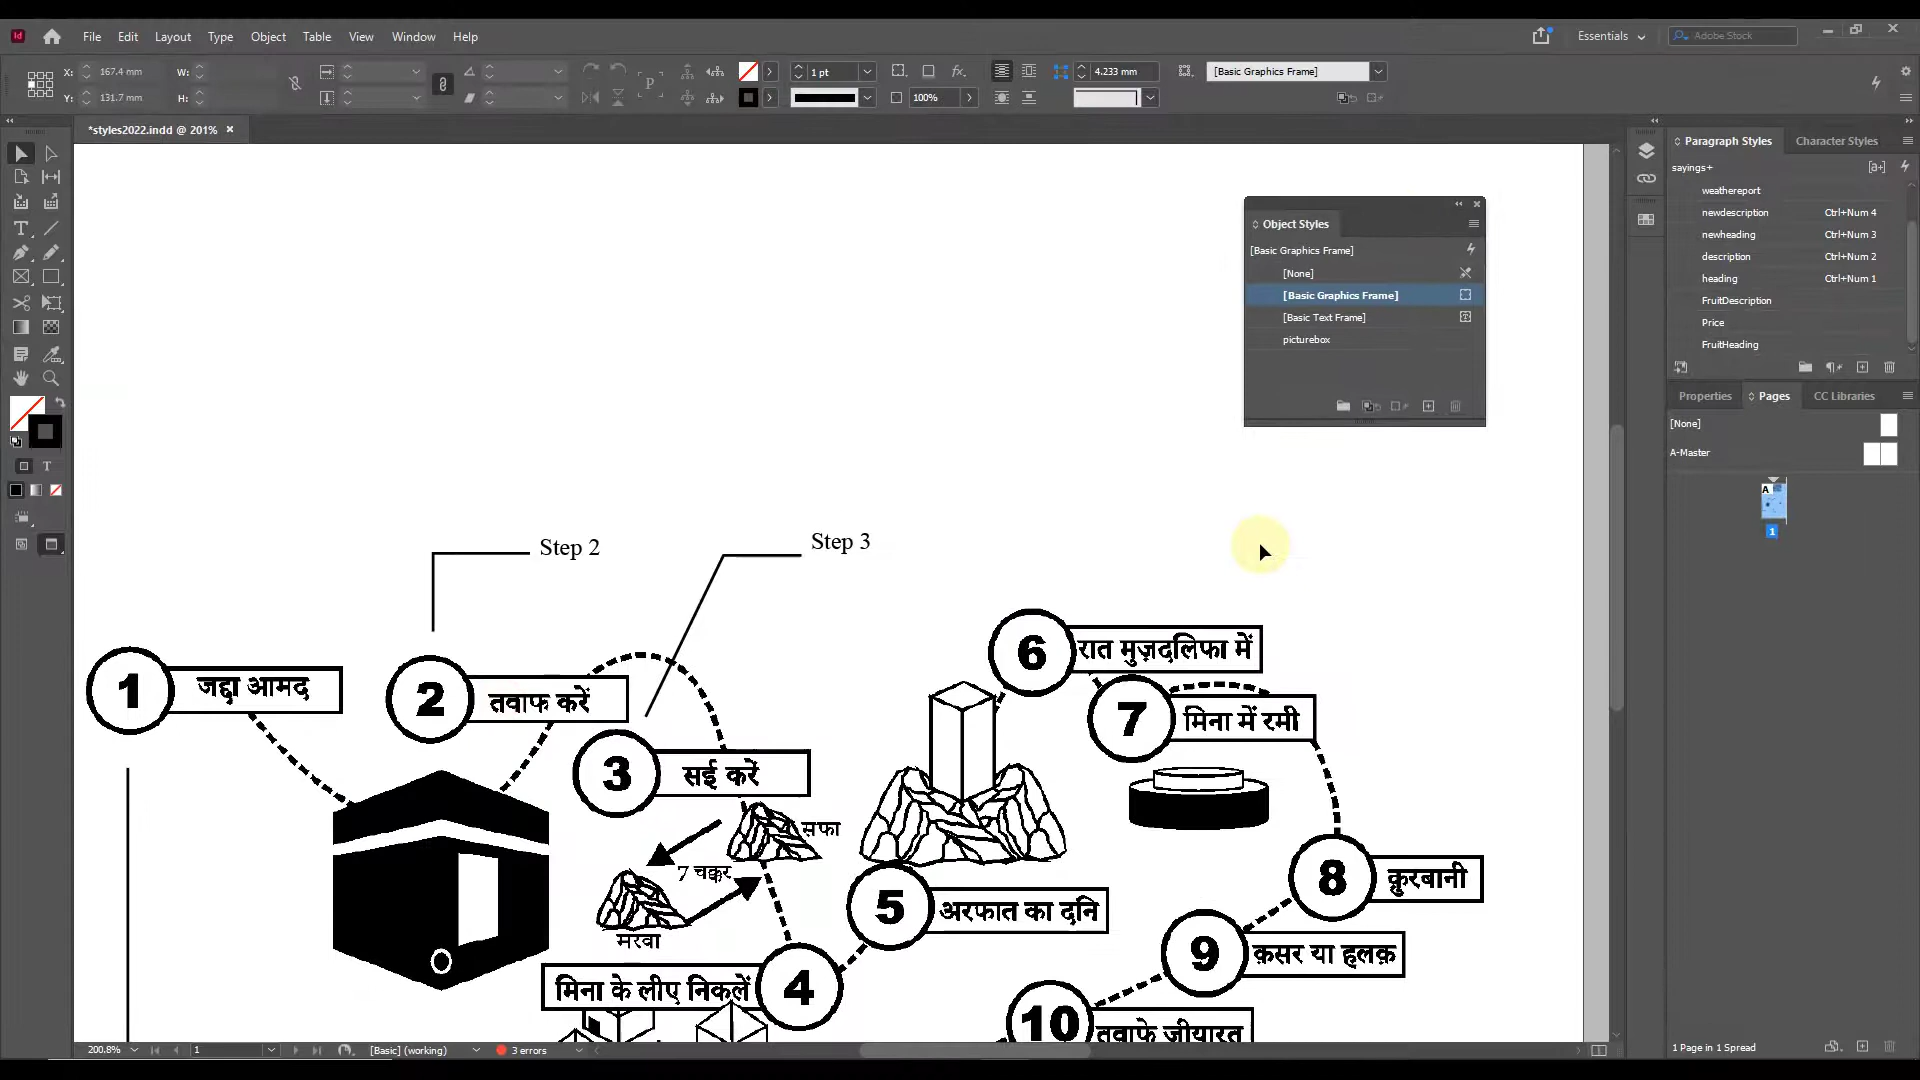 File Edit Layout Type Object Table View Window Help
Essentials
Adobe Stock
X: 167.4 mm W:
Y: 131.7 mm H:
1 pt
100%
4.233 mm
[Basic Graphics Frame]
*styles2022.indd @ 201%
Object Styles
[Basic Graphics Frame]
[None]
[Basic Graphics Frame]
[Basic Text Frame]
picturebox
Paragraph Styles Character Styles
sayings+
weathereport
newdescription Ctrl+Num 4
newheading Ctrl+Num 3
description Ctrl+Num 2
heading Ctrl+Num 1
FruitDescription
Price
FruitHeading
Properties Pages CC Libraries
[None]
A-Master
A
1
1 Page in 1 Spread
Step 2
Step 3
1 जद्दा आमद
2 तवाफ करें
3 सई करें
सफा
7 चक्कर
मरवा
मिना के लीए निकलें 4
5 अरफात का दनि
6 रात मुज़दलिफा में
7 मिना में रमी
8 क़ुरबानी
9 क़सर या हलक़
10 तवाफे जीयारत
200.8% 1 [Basic] (working) 3 errors